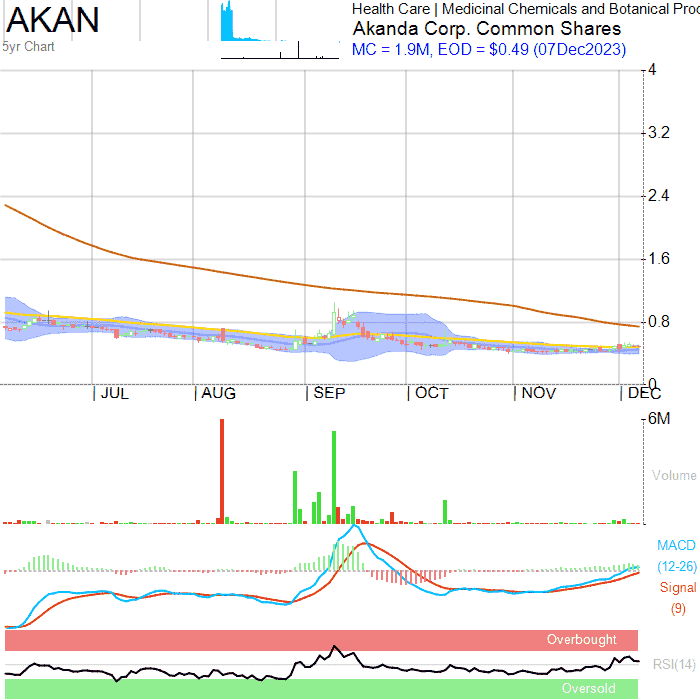 AKAN
5yr Chart
Health Care | Medicinal Chemicals and Botanical Proc
Akanda Corp. Common Shares
MC = 1.9M, EOD = $0.49 (07Dec2023)
4
3.2
2.4
1.6
0.8
0
| JUL | AUG | SEP | OCT | NOV | DEC
6M
Volume
MACD
(12-26)
Signal
(9)
Overbought
RSI(14)
Oversold